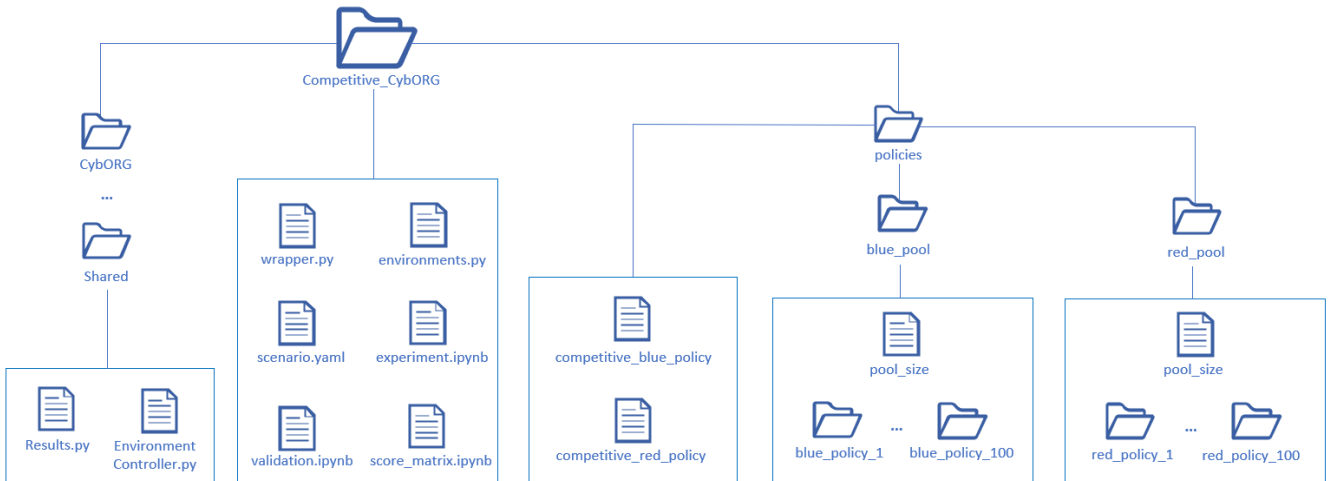 Competitive_CybORG
CybORG
...
Shared
Results.py
Environment
Controller.py
wrapper.py
environments.py
scenario.yaml
experiment.ipynb
validation.ipynb
score_matrix.ipynb
policies
competitive_blue_policy
competitive_red_policy
blue_pool
pool_size
blue_policy_1
...
blue_policy_100
red_pool
pool_size
red_policy_1
...
red_policy_100